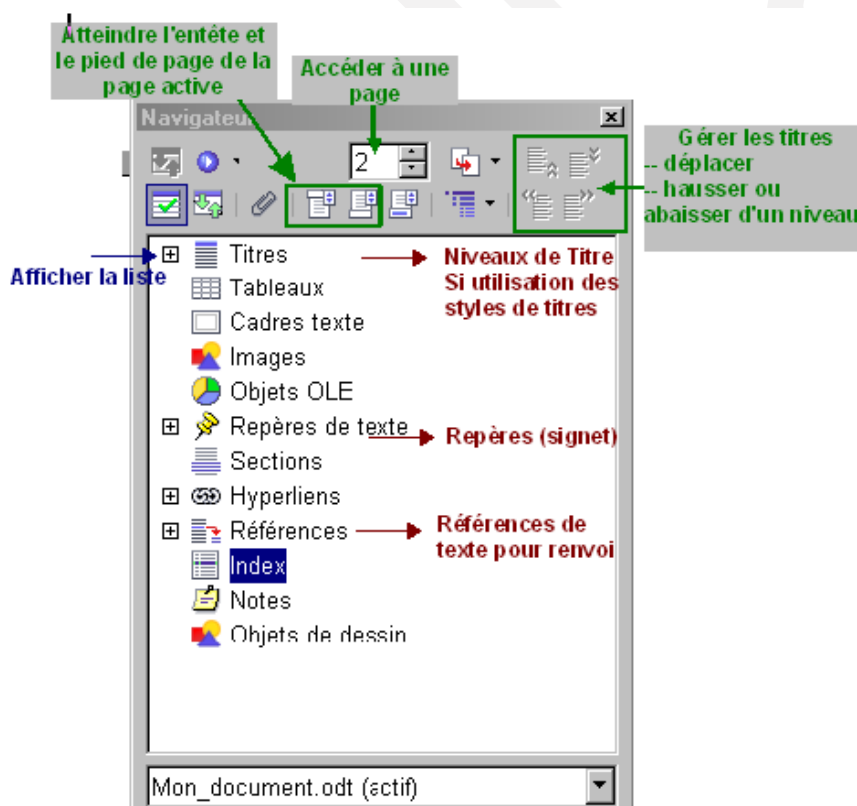 Atteindre l'entête et
le pied de page de la
page active
Accéder à une
page
Navigateur
2
Gérer les titres
-- déplacer
-- hausser ou
abaisser d'un niveau
Afficher la liste
Titres
Niveaux de Titre
Si utilisation des
styles de titres
Tableaux
Cadres texte
Images
Objets OLE
Repères de texte
Repères (signet)
Sections
Hyperliens
Références
Références de
texte pour renvoi
Index
Notes
Objets de dessin
Mon_document.odt (actif)